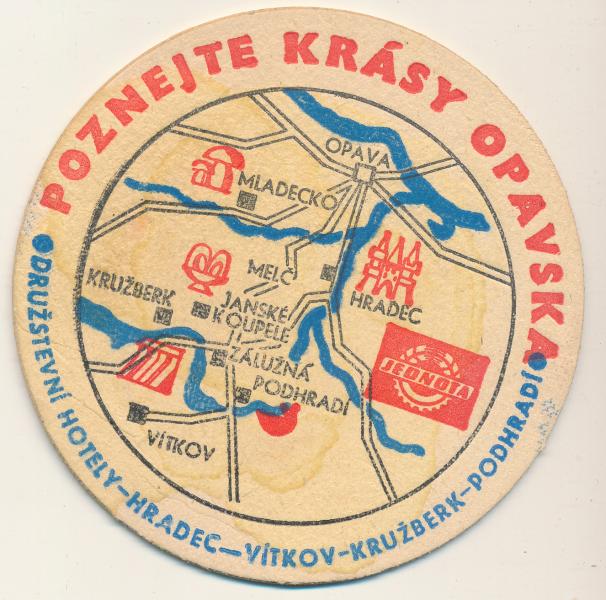 POZNEJTE KRÁSY OPAVSKA
OPAVA
MLADECKO
MELČ
HRADEC
KRUŽBERK
JANSKÉ
KOUPELE
ZÁLUŽNÁ
PODHRADÍ
VÍTKOV
JEDNOTA
DRUŽSTEVNÍ HOTELY-HRADEC-VÍTKOV-KRUŽBERK-PODHRADÍ